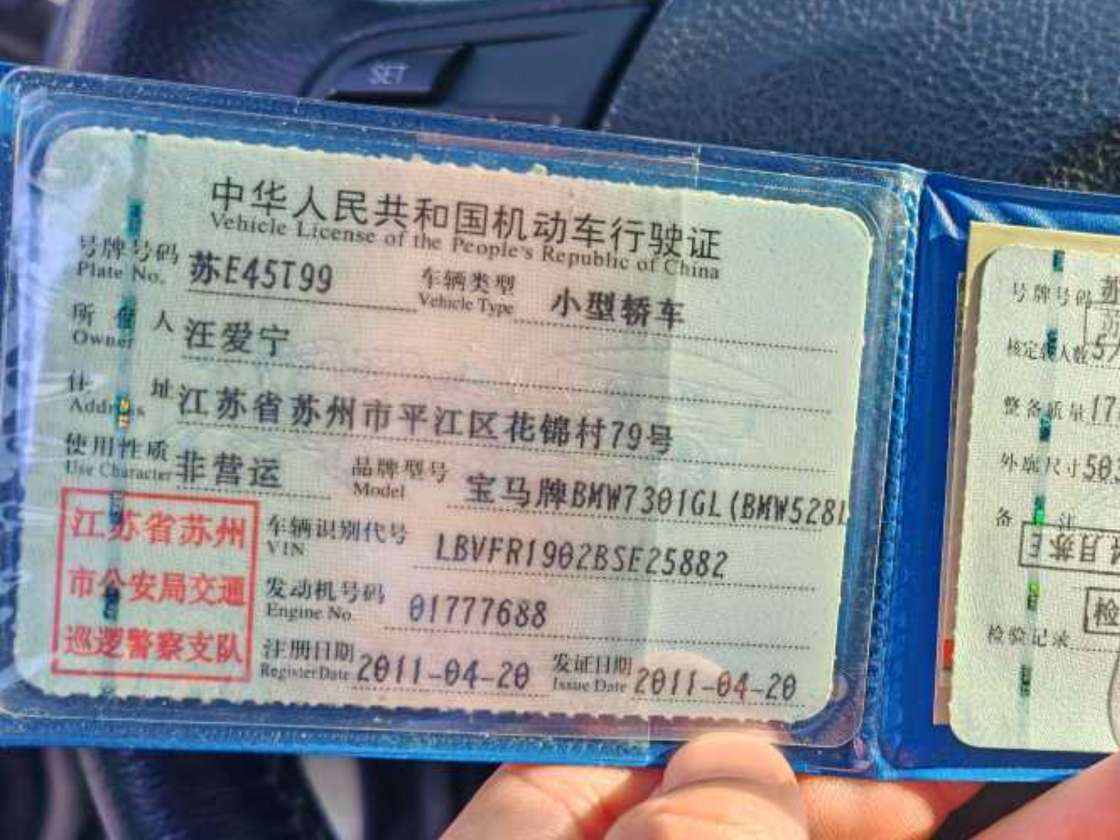 SET
中华人民共和国机动车行驶证
Vehicle License of the People's Republic of China
号牌号码 苏E45T99 车辆类型 小型轿车
Plate No. Vehicle Type
所有人 汪爱宁
Owner
住址 江苏省苏州市平江区花锦村79号
Address
使用性质 非营运 品牌型号 宝马牌BMW7301GL(BMW528L
Use Character Model
江苏省苏州
市公安局交通
巡逻警察支队
车辆识别代号 LBVFR1902BSE25882
VIN
发动机号码 01777688
Engine No.
注册日期 2011-04-20 发证日期 2011-04-20
Register Date Issue Date
号牌号码
核定载人数
整备质量
外廓尺寸
备注
检验记录
检